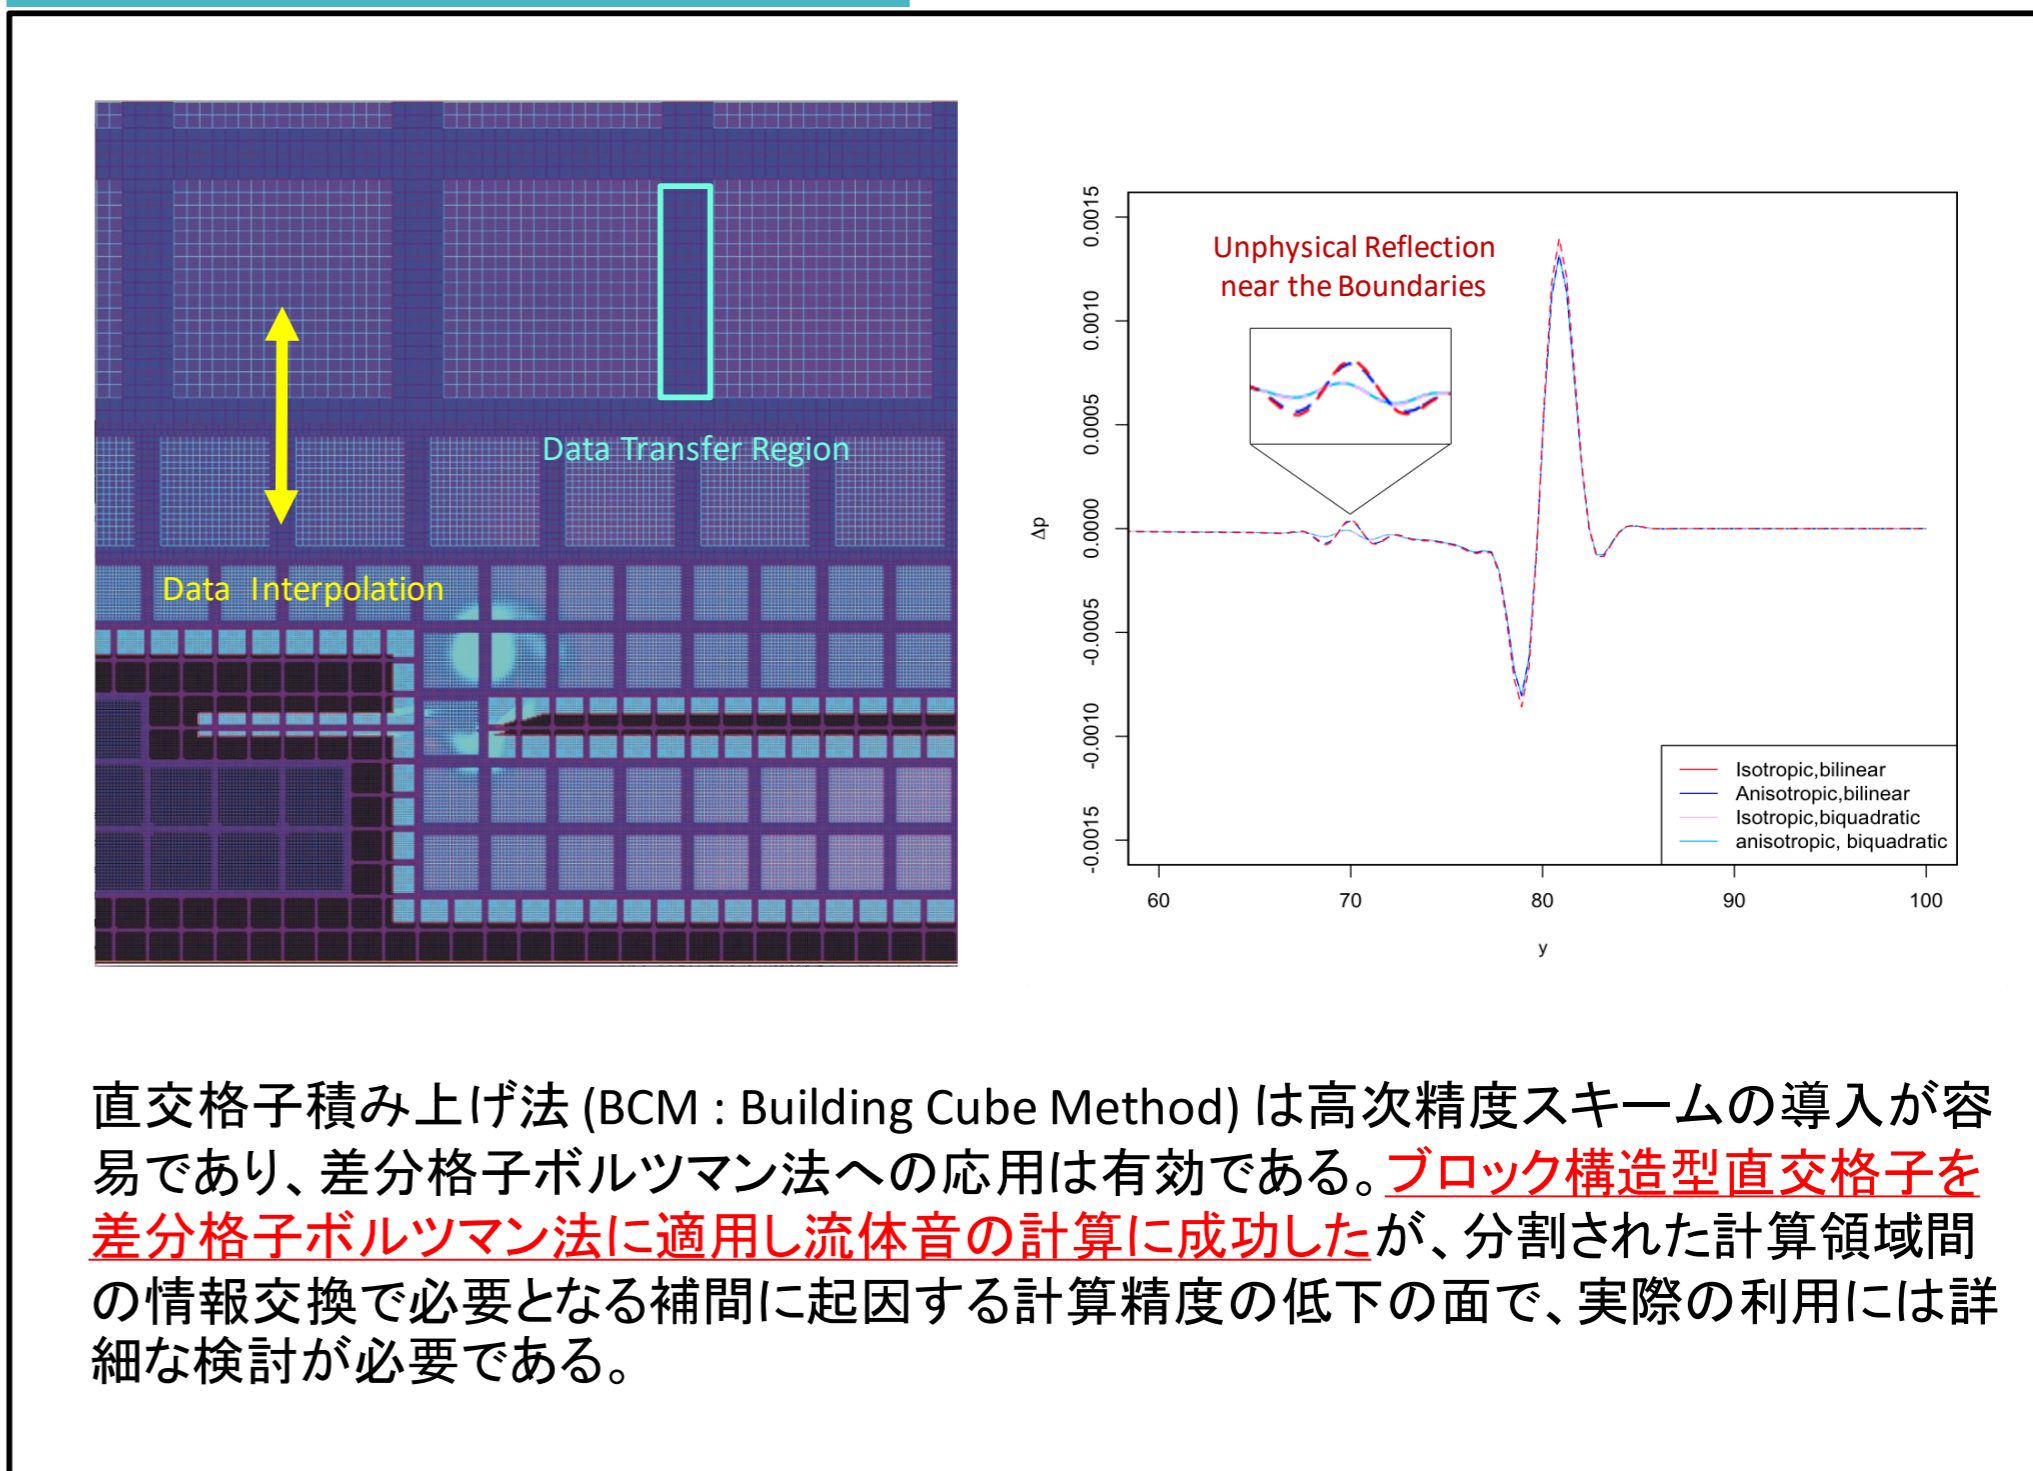 Data Transfer Region
Data Interpolation
Unphysical Reflection
near the Boundaries
0.0015
0.0010
0.0005
0.0000
-0.0005
-0.0010
-0.0015
Δp
Isotropic,bilinear
Anisotropic,bilinear
Isotropic,biquadratic
anisotropic, biquadratic
60 70 80 90 100
y
直交格子積み上げ法 (BCM : Building Cube Method) は高次精度スキームの導入が容
易であり、差分格子ボルツマン法への応用は有効である。ブロック構造型直交格子を
差分格子ボルツマン法に適用し流体音の計算に成功したが、分割された計算領域間
の情報交換で必要となる補間に起因する計算精度の低下の面で、実際の利用には詳
細な検討が必要である。